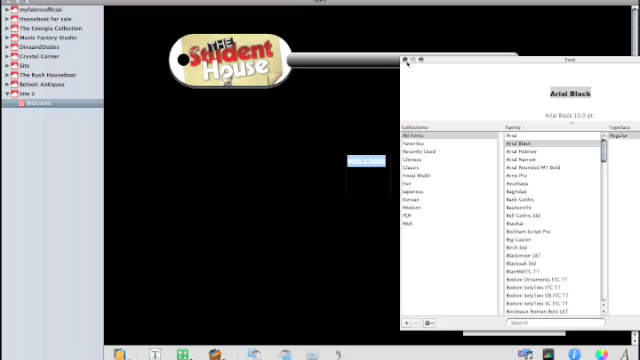 myfabricofficial
Houseboat for sale
The Georgia Collection
Music Factory Studio
DivaandDudes
Crystal Corner
Site
The Bush Houseboat
Belvoir Antiques
Site 2
Welcome
THE
Student
House
WELCOME
Font
Arial Black
Arial Black 15.0 pt
Collections
Family
Typeface
All Fonts
Favorites
Recently Used
Chinese
Classic
Fixed Width
Fun
Japanese
Korean
Modern
PDF
Web
Arial
Arial Black
Arial Hebrew
Arial Narrow
Arial Rounded MT Bold
Arno Pro
Ayuthaya
Baghdad
Bank Gothic
Baskerville
Bell Gothic Std
Bickham Script Pro
Big Caslon
Birch Std
Blackmoor LET
Blackoak Std
BlairMdITC TT
Bodoni Ornaments ITC TT
Bodoni SvtyTwo ITC TT
Bodoni SvtyTwo OS ITC TT
Bodoni SvtyTwo SC ITC TT
Bordeaux Roman Bold LET
Regular
Search